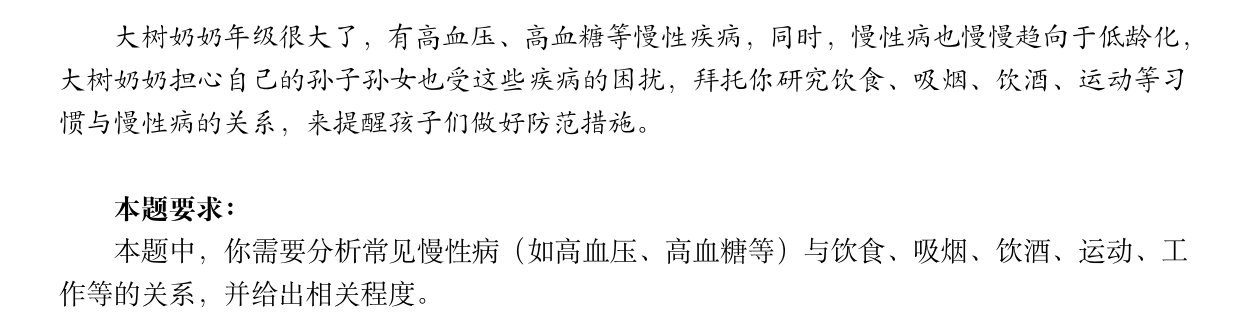 大树奶奶年级很大了，有高血压、高血糖等慢性疾病，同时，慢性病也慢慢趋向于低龄化，
大树奶奶担心自己的孙子孙女也受这些疾病的困扰，拜托你研究饮食、吸烟、饮酒、运动等习
惯与慢性病的关系，来提醒孩子们做好防范措施。
本题要求：
本题中，你需要分析常见慢性病（如高血压、高血糖等）与饮食、吸烟、饮酒、运动、工
作等的关系，并给出相关程度。